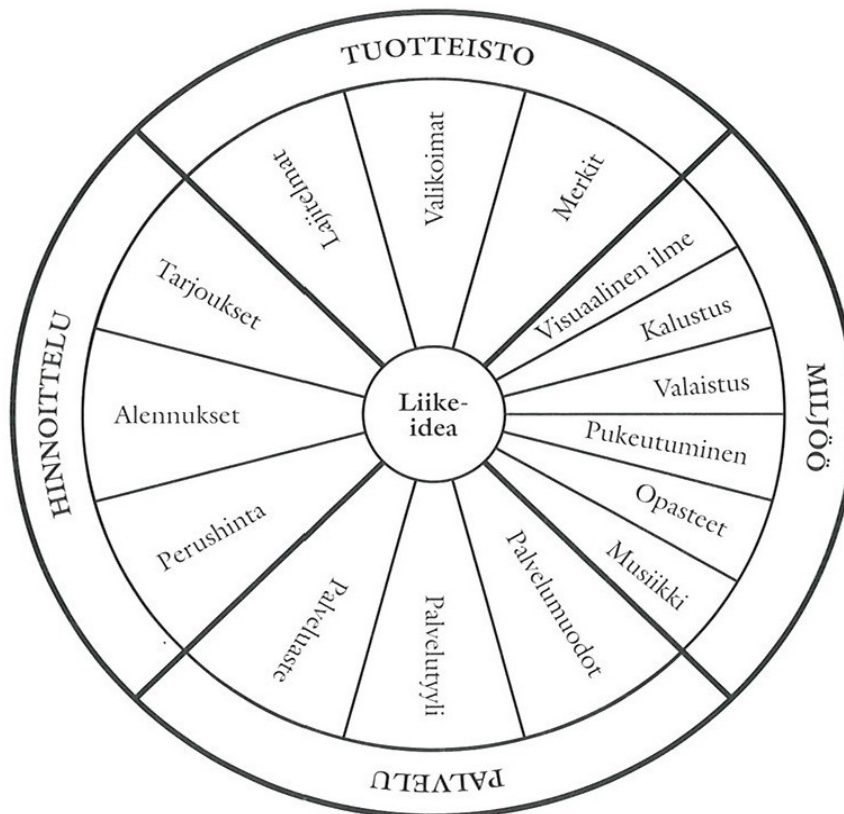 TUOTTEISTO
Lajitelmat
Valikoimat
Merkit
MILJÖÖ
Visuaalinen ilme
Kalustus
Valaistus
Pukeutuminen
Opasteet
Musiikki
PALVELU
Palvelumuodot
Palvelutyyli
Palveluaste
HINNOITTELU
Perushinta
Alennukset
Tarjoukset
Liike-
idea